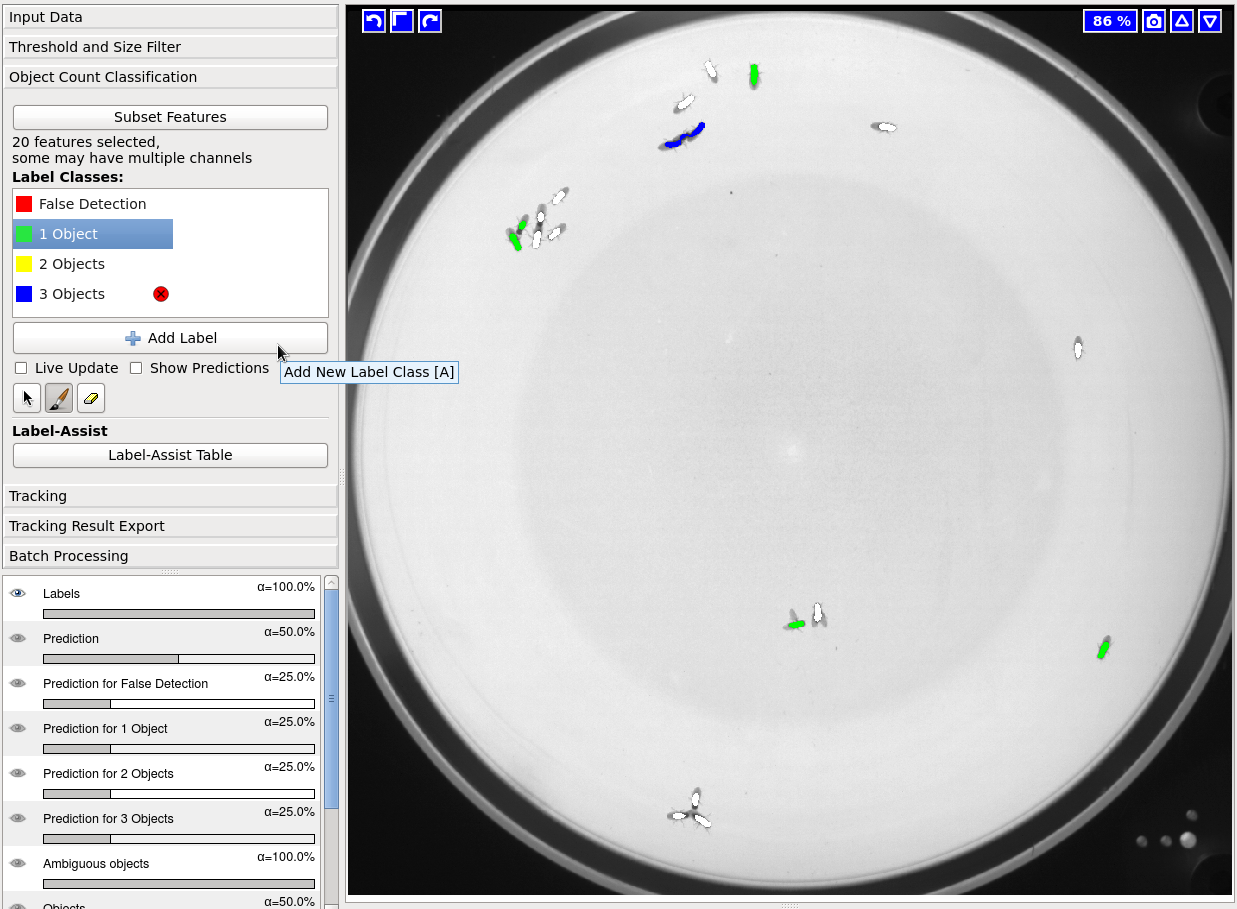 Input Data
Threshold and Size Filter
Object Count Classification
Subset Features
20 features selected,
some may have multiple channels
Label Classes:
False Detection
1 Object
2 Objects
3 Objects
Add Label
Live Update Show Predictions
Add New Label Class [A]
Label-Assist
Label-Assist Table
Tracking
Tracking Result Export
Batch Processing
Labels α=100.0%
Prediction α=50.0%
Prediction for False Detection α=25.0%
Prediction for 1 Object α=25.0%
Prediction for 2 Objects α=25.0%
Prediction for 3 Objects α=25.0%
Ambiguous objects α=100.0%
Objects α=50.0%
86 %